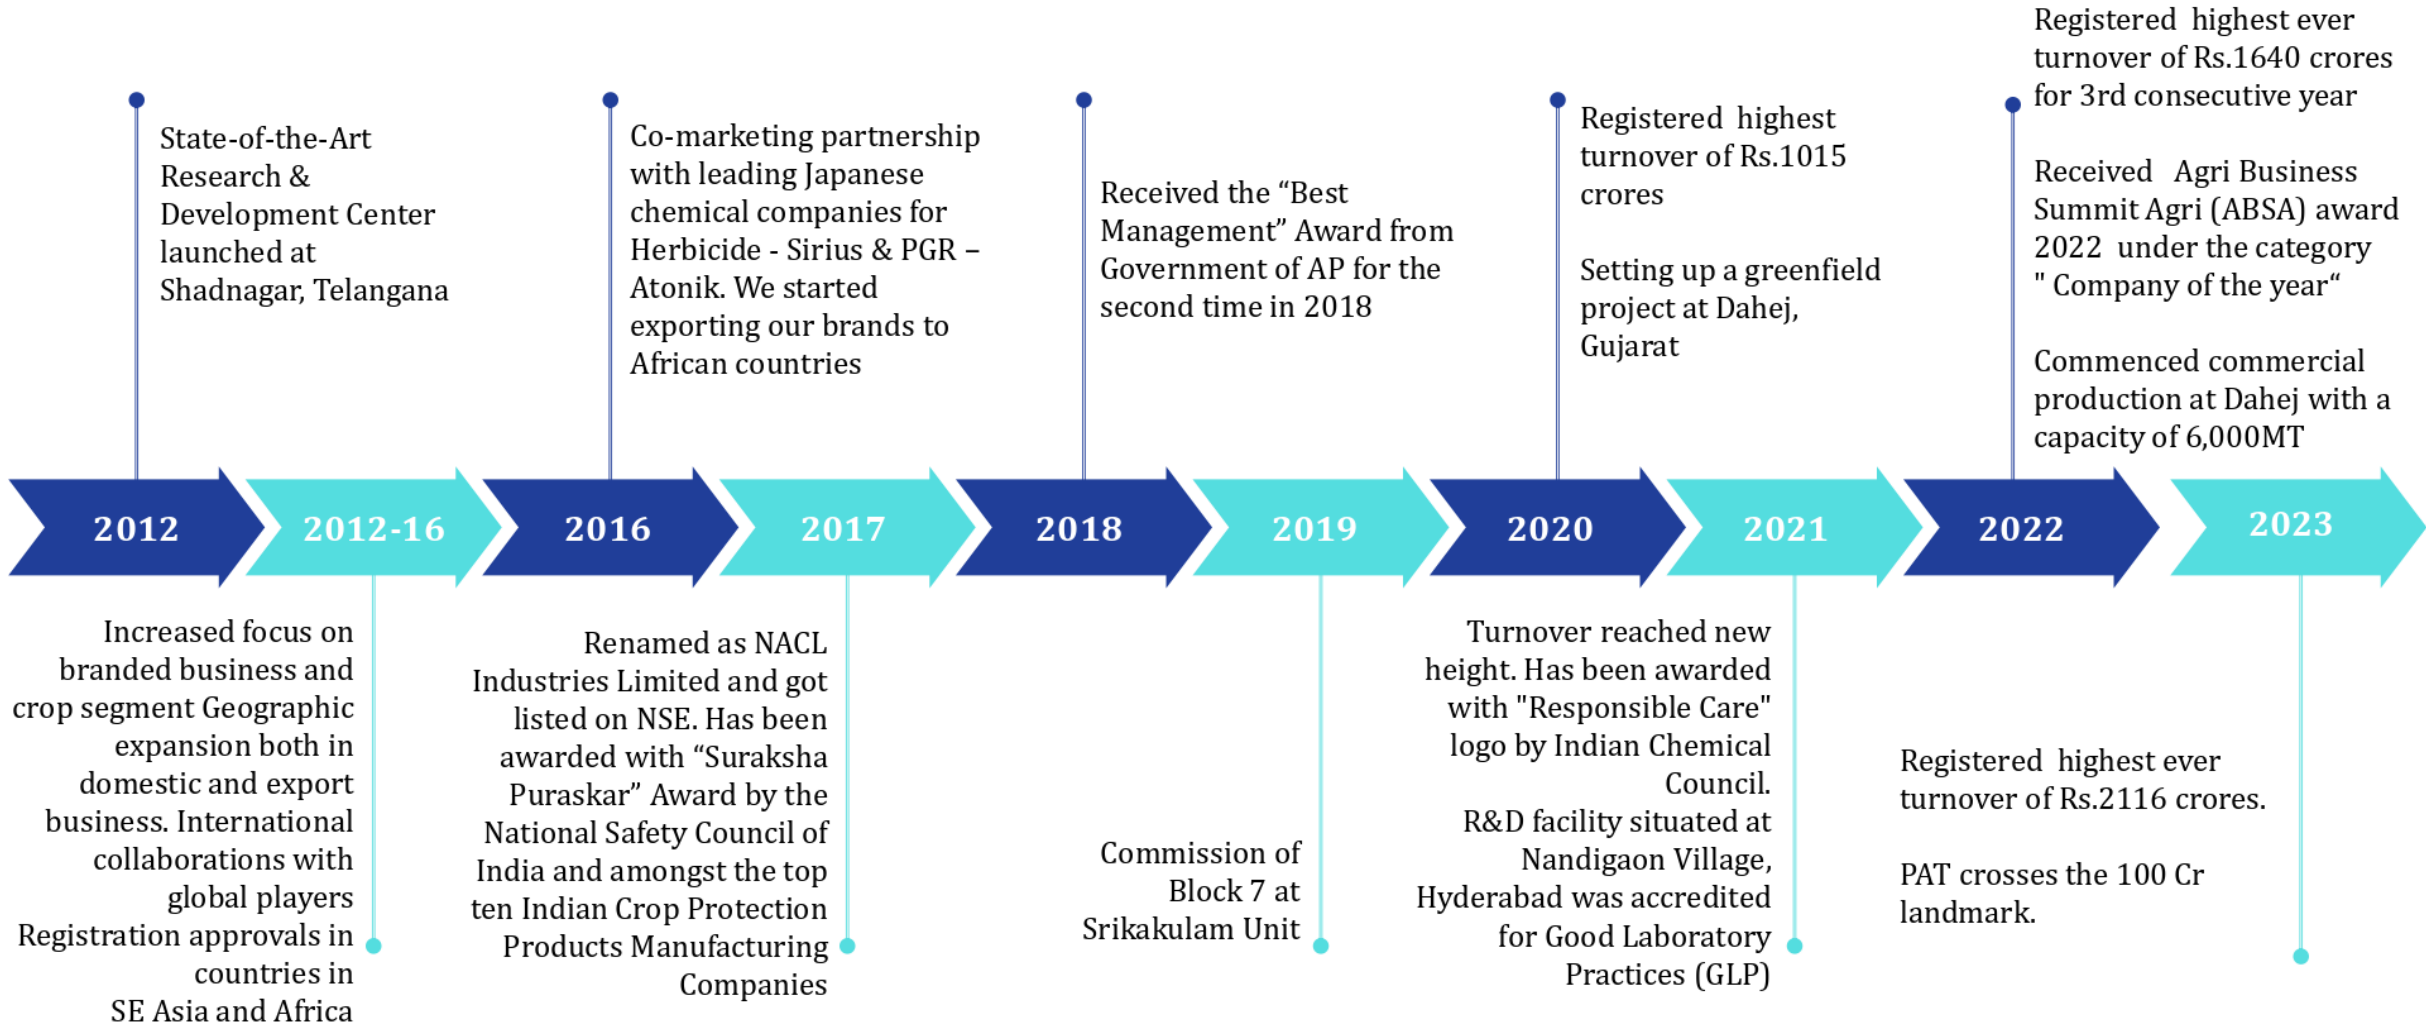 State-of-the-Art
Research &
Development Center
launched at
Shadnagar, Telangana
Co-marketing partnership
with leading Japanese
chemical companies for
Herbicide - Sirius & PGR –
Atonik. We started
exporting our brands to
African countries
Received the “Best
Management” Award from
Government of AP for the
second time in 2018
Registered  highest
turnover of Rs.1015
crores
Setting up a greenfield
project at Dahej,
Gujarat
Registered  highest ever
turnover of Rs.1640 crores
for 3rd consecutive year
Received   Agri Business
Summit Agri (ABSA) award
2022  under the category
" Company of the year“
Commenced commercial
production at Dahej with a
capacity of 6,000MT
2012
2012-16
2016
2017
2018
2019
2020
2021
2022
2023
Increased focus on
branded business and
crop segment Geographic
expansion both in
domestic and export
business. International
collaborations with
global players
Registration approvals in
countries in
SE Asia and Africa
Renamed as NACL
Industries Limited and got
listed on NSE. Has been
awarded with “Suraksha
Puraskar” Award by the
National Safety Council of
India and amongst the top
ten Indian Crop Protection
Products Manufacturing
Companies
Commission of
Block 7 at
Srikakulam Unit
Turnover reached new
height. Has been awarded
with "Responsible Care"
logo by Indian Chemical
Council.
R&D facility situated at
Nandigaon Village,
Hyderabad was accredited
for Good Laboratory
Practices (GLP)
Registered  highest ever
turnover of Rs.2116 crores.
PAT crosses the 100 Cr
landmark.